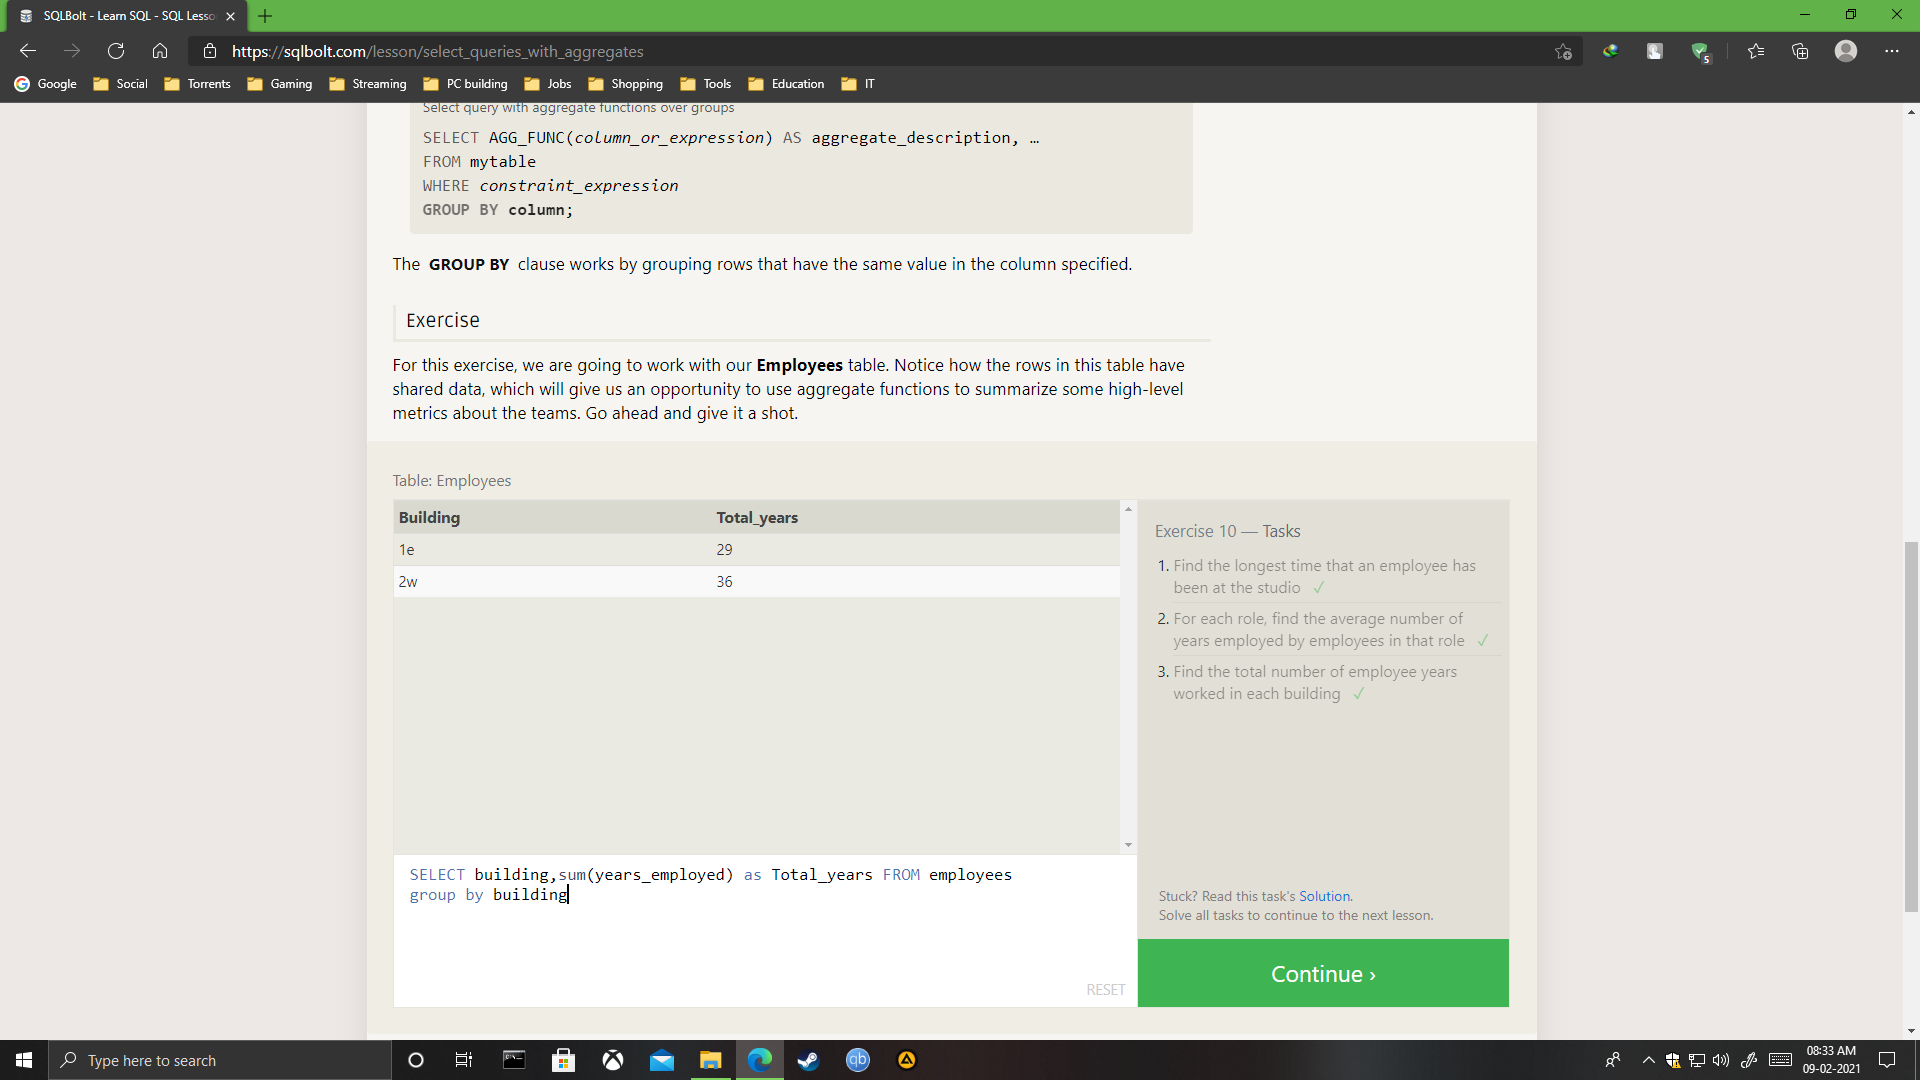 SQLBolt - Learn SQL - SQL Lesso
https://sqlbolt.com/lesson/select_queries_with_aggregates
5
Google Social Torrents Gaming Streaming PC building Jobs Shopping Tools Education IT
Select query with aggregate functions over groups
SELECT AGG_FUNC(column_or_expression) AS aggregate_description, …
FROM mytable
WHERE constraint_expression
GROUP BY column;
The GROUP BY clause works by grouping rows that have the same value in the column specified.
Exercise
For this exercise, we are going to work with our Employees table. Notice how the rows in this table have
shared data, which will give us an opportunity to use aggregate functions to summarize some high-level
metrics about the teams. Go ahead and give it a shot.
Table: Employees
Building Total_years
1e 29
2w 36
SELECT building,sum(years_employed) as Total_years FROM employees
group by building
RESET
Exercise 10 — Tasks
1. Find the longest time that an employee has
been at the studio ✓
2. For each role, find the average number of
years employed by employees in that role ✓
3. Find the total number of employee years
worked in each building ✓
Stuck? Read this task's Solution.
Solve all tasks to continue to the next lesson.
Continue ›
Type here to search
qb
08:33 AM
09-02-2021